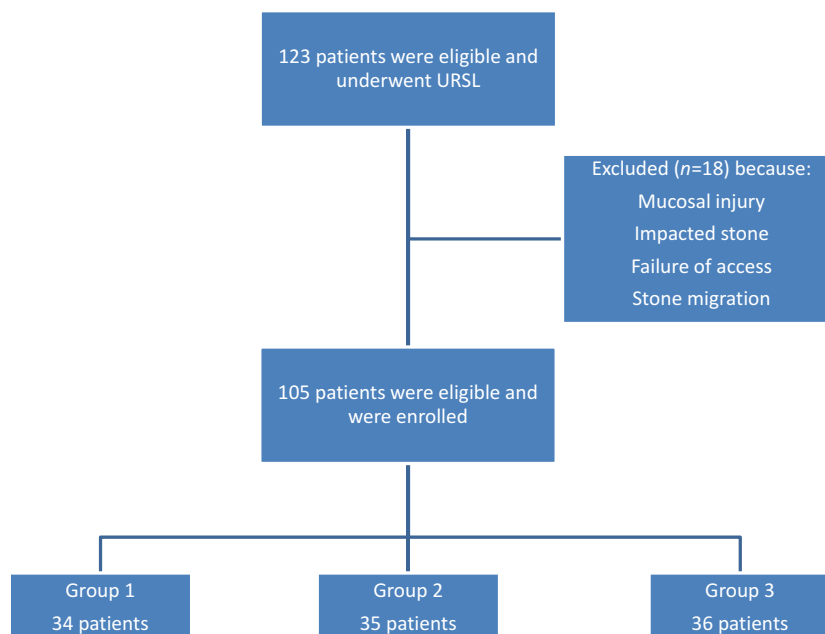 123 patients were eligible and
underwent URSL
Excluded (n=18) because:
Mucosal injury
Impacted stone
Failure of access
Stone migration
105 patients were eligible and
were enrolled
Group 1
34 patients
Group 2
35 patients
Group 3
36 patients